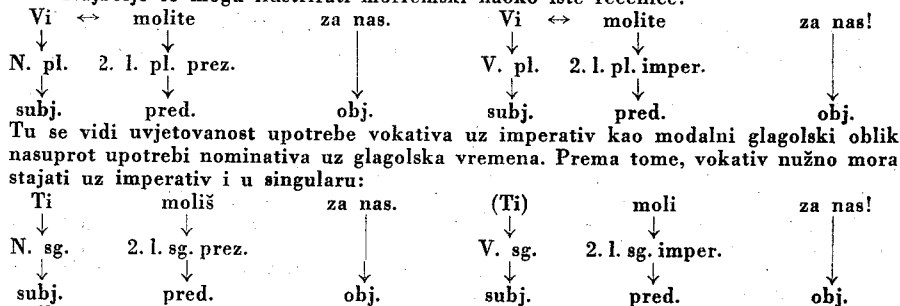 Vi ↔ molite za nas. Vi ↔ molite za nas!
N. pl. 2. l. pl. prez. V. pl. 2. l. pl. imper.
subj. pred. obj. subj. pred. obj.
Tu se vidi uvjetovanost upotrebe vokativa uz imperativ kao modalni glagolski oblik
nasuprot upotrebi nominativa uz glagolska vremena. Prema tome, vokativ nužno mora
stajati uz imperativ i u singularu:
Ti moliš za nas. (Ti) moli za nas!
N. sg. 2. l. sg. prez. V. sg. 2. l. sg. imper.
subj. pred. obj. subj. pred. obj.